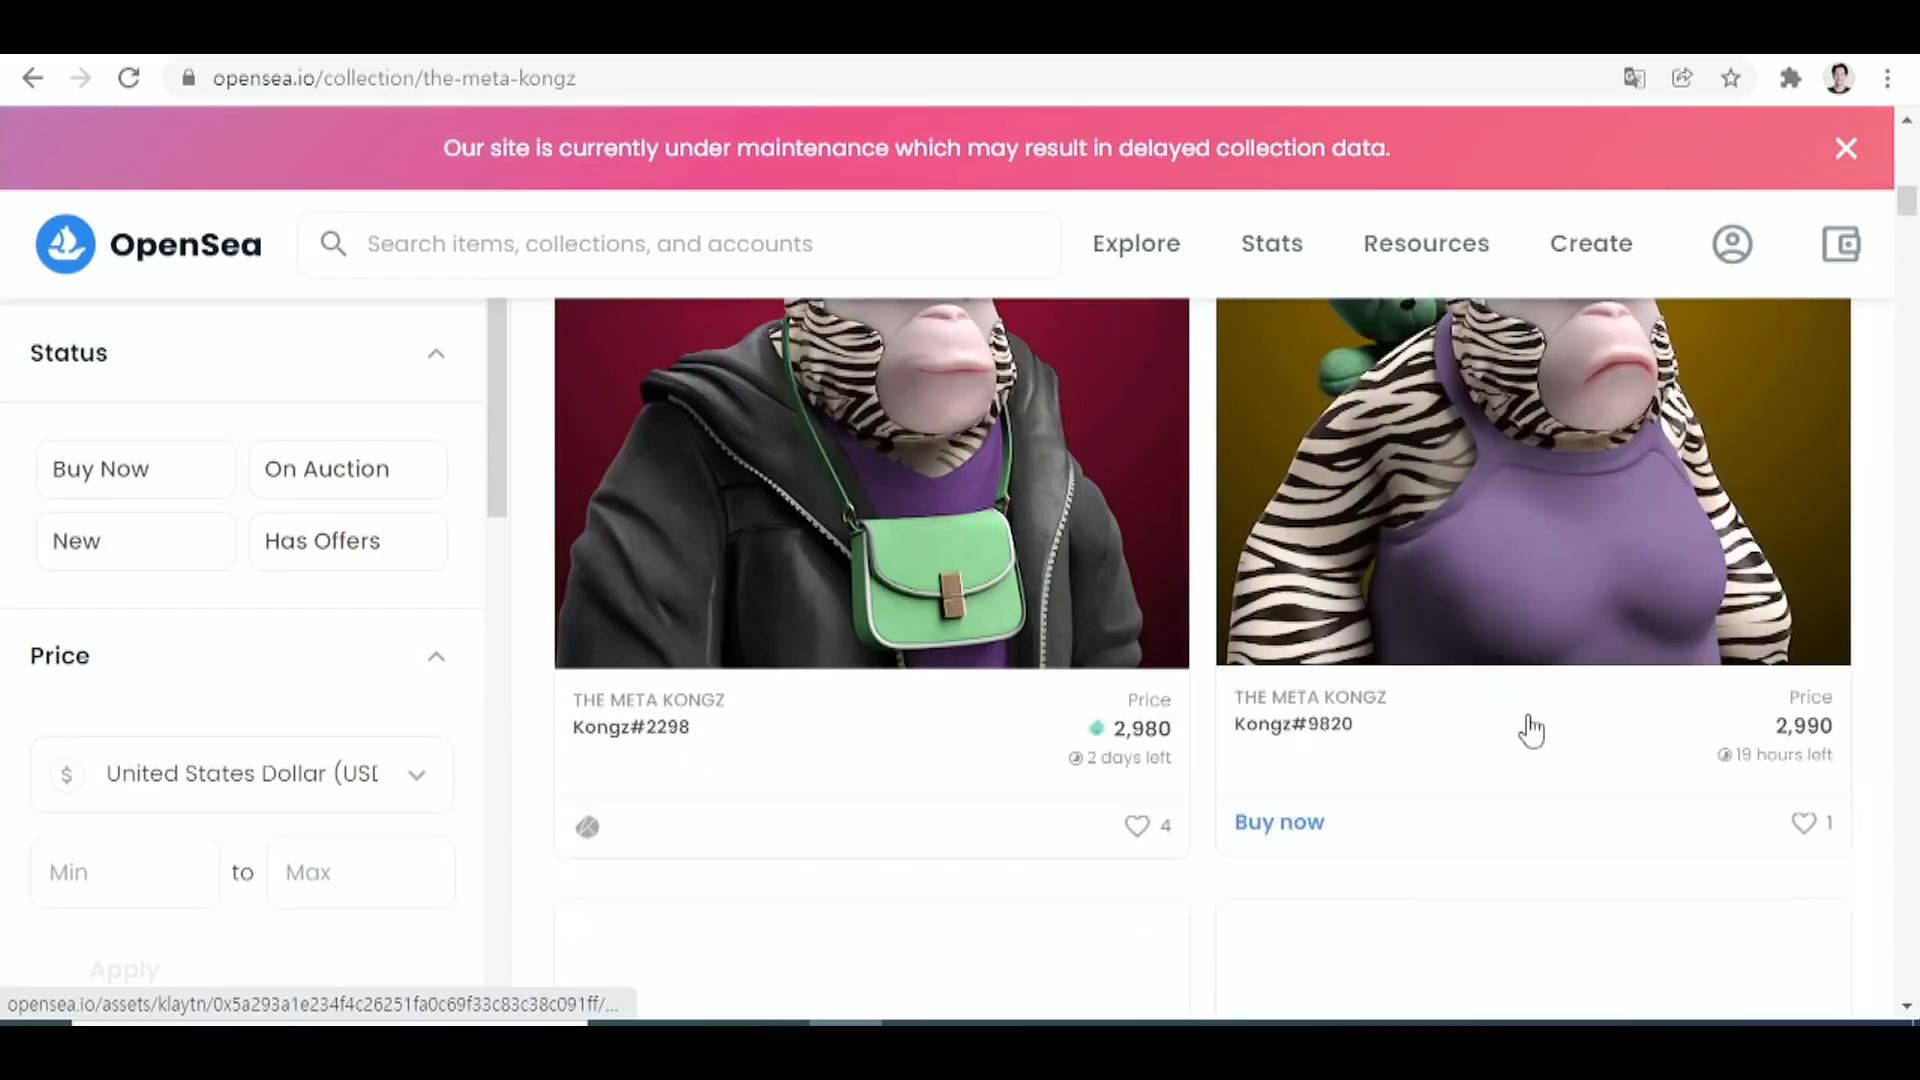 opensea.io/collection/the-meta-kongz
Our site is currently under maintenance which may result in delayed collection data.
OpenSea
Search items, collections, and accounts
Explore
Stats
Resources
Create
Status
Buy Now
On Auction
New
Has Offers
Price
$ United States Dollar (USD
Min
to
Max
Apply
THE META KONGZ
Price
Kongz#2298
2,980
2 days left
4
THE META KONGZ
Price
Kongz#9820
2,990
19 hours left
Buy now
1
opensea.io/assets/klaytn/0x5a293a1e234f4c26251fa0c69f33c83c38c091ff/...